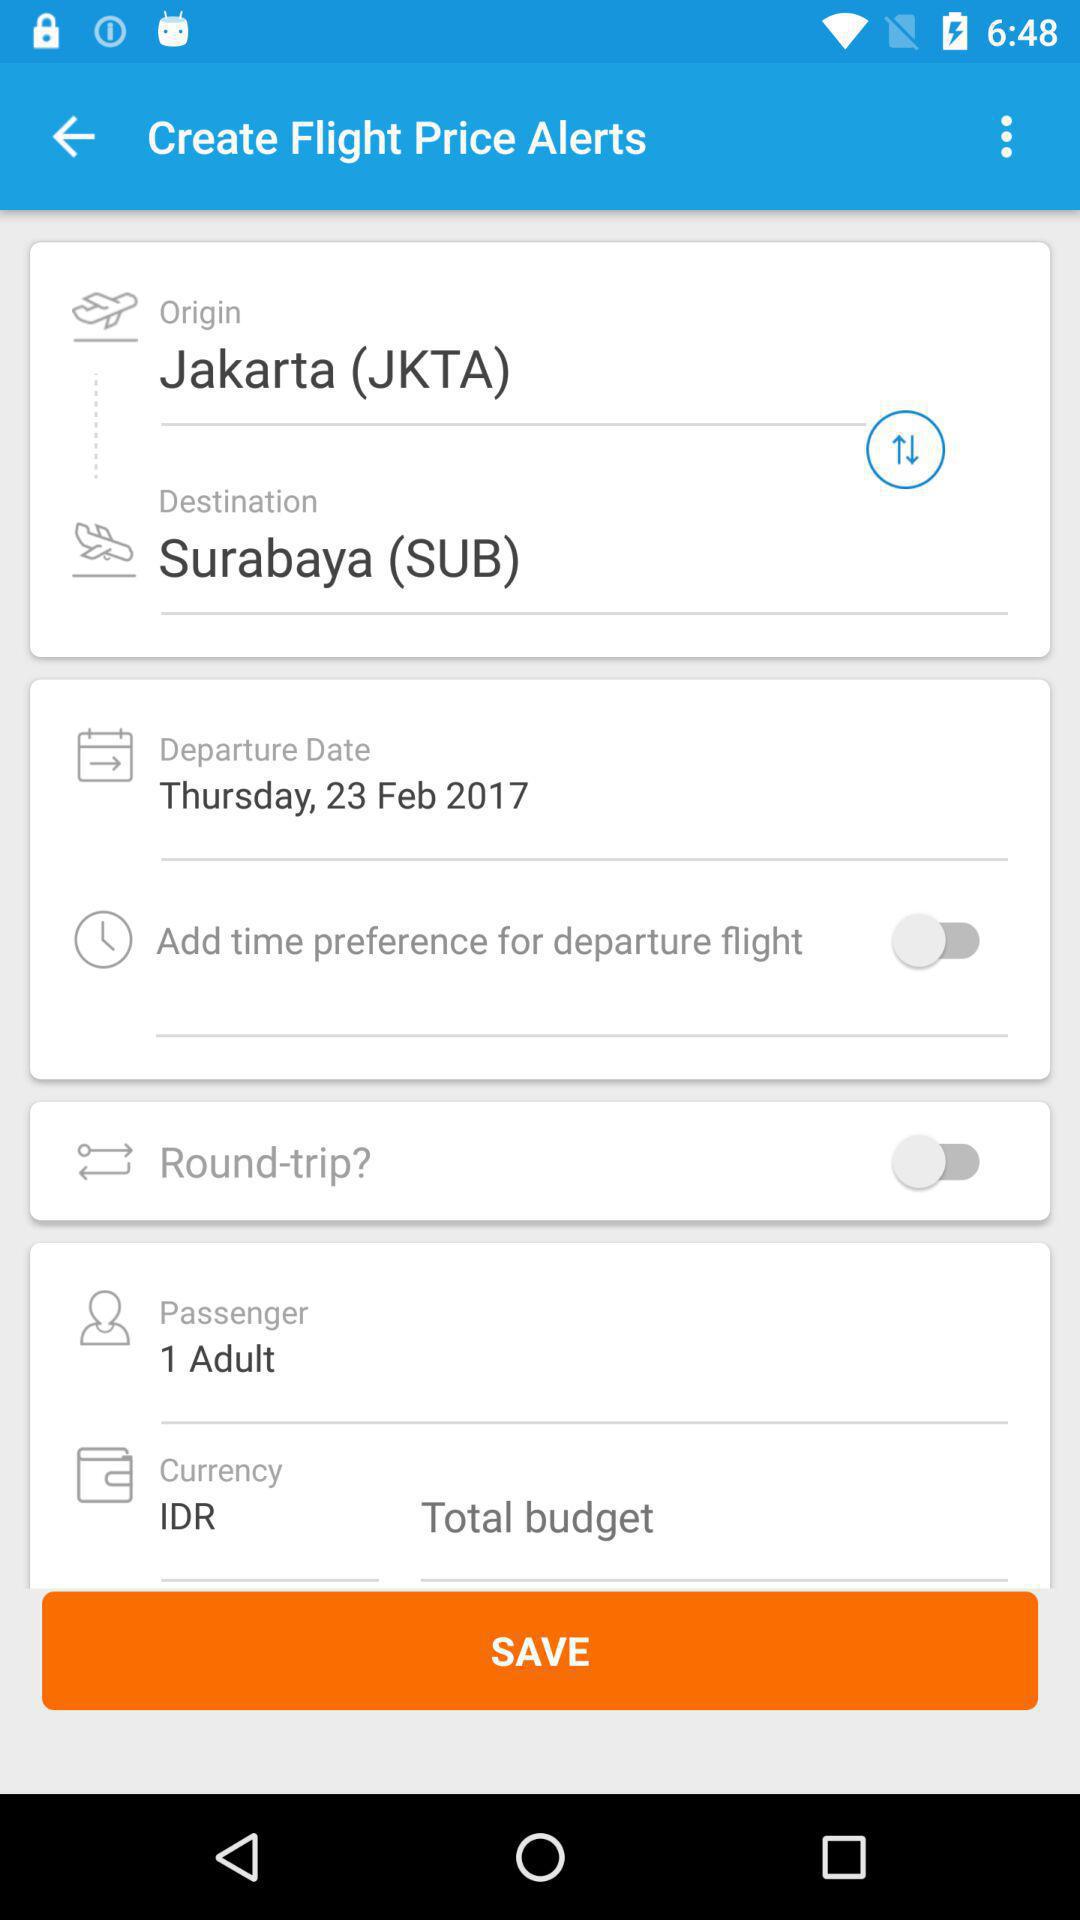 6:48
Create Flight Price Alerts
Origin
Jakarta (JKTA)
Destination
Surabaya (SUB)
Departure Date
Thursday, 23 Feb 2017
Add time preference for departure flight
Round-trip?
Passenger
1 Adult
Currency
IDR
Total budget
SAVE